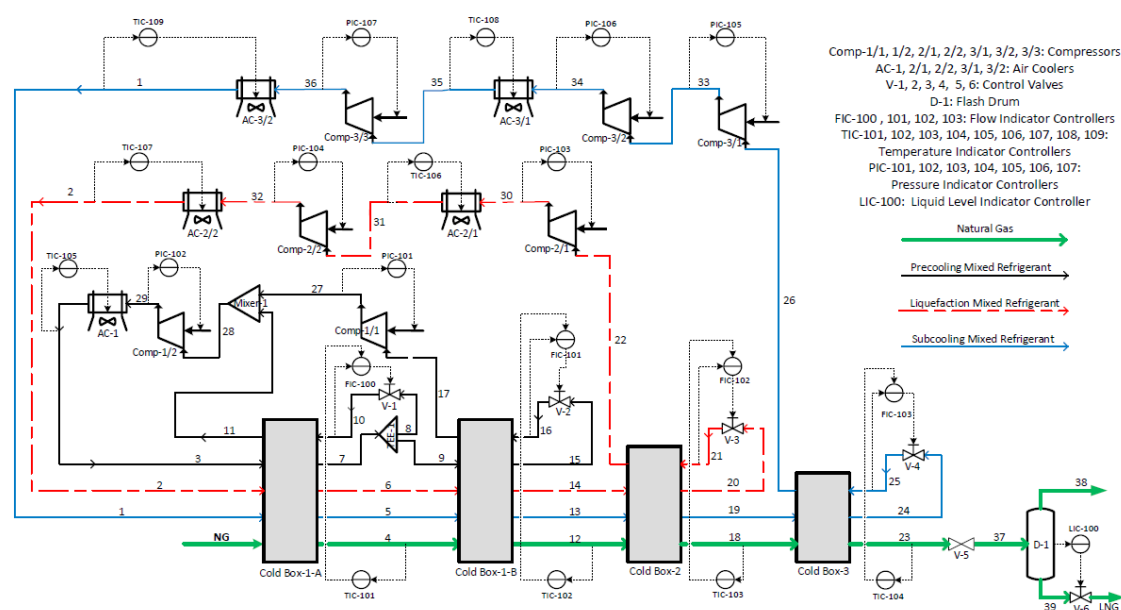 TIC-109
PIC-107
TIC-108
PIC-106
PIC-105
1
36
35
34
33
AC-3/2
Comp-3/3
AC-3/1
Comp-3/2
Comp-3/1
Comp-1/1, 1/2, 2/1, 2/2, 3/1, 3/2, 3/3: Compressors
AC-1, 2/1, 2/2, 3/1, 3/2: Air Coolers
V-1, 2, 3, 4, 5, 6: Control Valves
D-1: Flash Drum
FIC-100 , 101, 102, 103: Flow Indicator Controllers
TIC-101, 102, 103, 104, 105, 106, 107, 108, 109:
Temperature Indicator Controllers
PIC-101, 102, 103, 104, 105, 106, 107:
Pressure Indicator Controllers
LIC-100: Liquid Level Indicator Controller
Natural Gas
Precooling Mixed Refrigerant
Liquefaction Mixed Refrigerant
Subcooling Mixed Refrigerant
TIC-107
PIC-104
TIC-106
PIC-103
2
32
31
30
AC-2/2
Comp-2/2
AC-2/1
Comp-2/1
TIC-105
PIC-102
PIC-101
29
28
27
26
Mixer-1
AC-1
Comp-1/2
Comp-1/1
22
FIC-100
FIC-101
FIC-102
FIC-103
V-1
V-2
V-3
V-4
17
10
8
TEE-1
11
16
21
25
3
7
9
15
2
6
14
20
1
5
13
19
24
NG
4
12
18
23
V-5
37
38
D-1
LIC-100
39
V-6
LNG
Cold Box-1-A
Cold Box-1-B
Cold Box-2
Cold Box-3
TIC-101
TIC-102
TIC-103
TIC-104